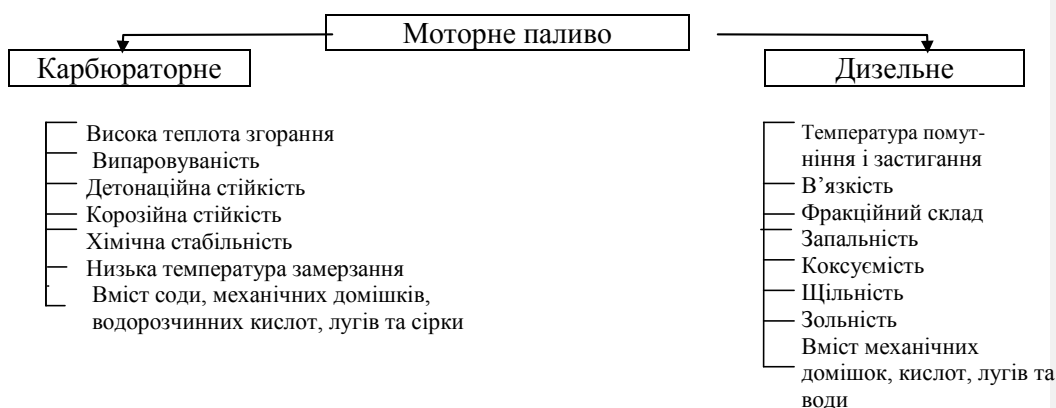 Моторне паливо
Карбюраторне
Дизельне
Висока теплота згорання
Випаровуваність
Детонаційна стійкість
Корозійна стійкість
Хімічна стабільність
Низька температура замерзання
Вміст соди, механічних домішків,
водорозчинних кислот, лугів та сірки
Температура помут-
ніння і застигання
В’язкість
Фракційний склад
Запальність
Коксуємість
Щільність
Зольність
Вміст механічних
домішок, кислот, лугів та
води